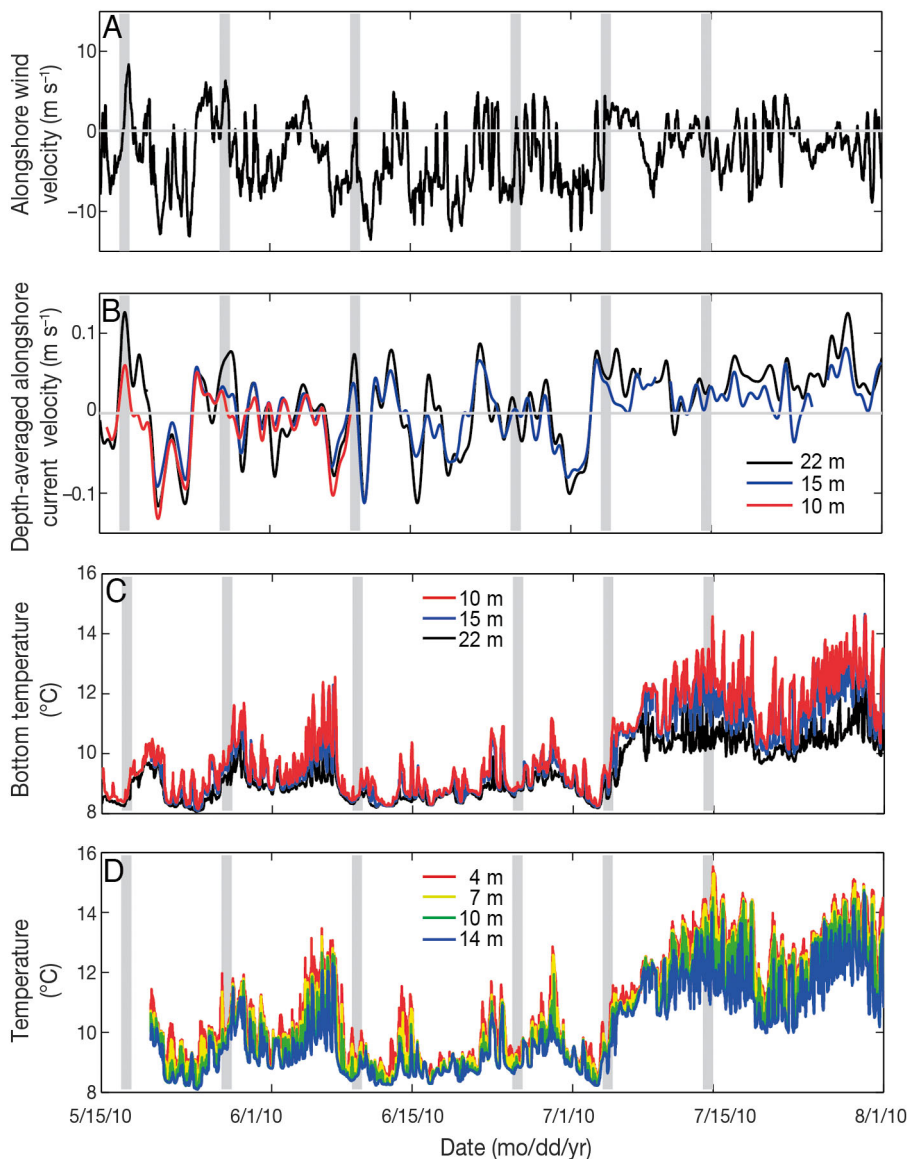 A
Alongshore wind
velocity (m s⁻¹)
10
0
−10
B
Depth-averaged alongshore
current velocity (m s⁻¹)
0.1
0
−0.1
22 m
15 m
10 m
C
Bottom temperature
(°C)
16
14
12
10
8
10 m
15 m
22 m
D
Temperature
(°C)
16
14
12
10
8
4 m
7 m
10 m
14 m
5/15/10 6/1/10 6/15/10 7/1/10 7/15/10 8/1/10
Date (mo/dd/yr)